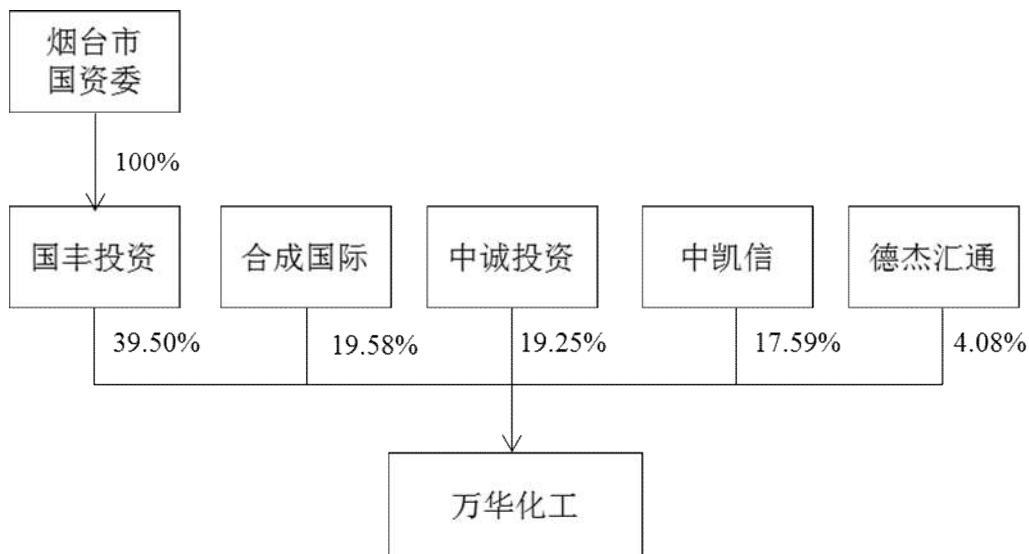 烟台市
国资委
100%
国丰投资
合成国际
中诚投资
中凯信
德杰汇通
39.50%
19.58%
19.25%
17.59%
4.08%
万华化工